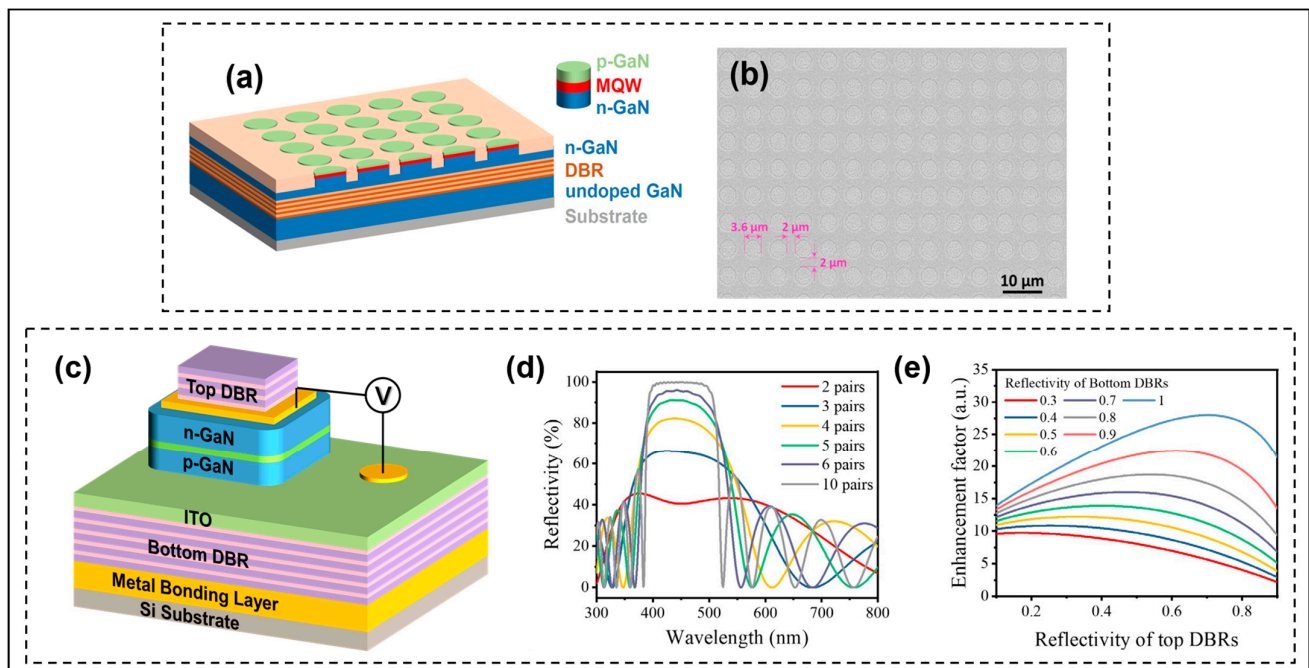 (a)
p-GaN
MQW
n-GaN
n-GaN
DBR
undoped GaN
Substrate
(b)
3.6 μm
2 μm
2 μm
10 μm
(c)
Top DBR
V
n-GaN
p-GaN
ITO
Bottom DBR
Metal Bonding Layer
Si Substrate
(d)
Reflectivity (%)
100
80
60
40
20
0
2 pairs
3 pairs
4 pairs
5 pairs
6 pairs
10 pairs
300 400 500 600 700 800
Wavelength (nm)
(e)
Enhancement factor (a.u.)
35
30
25
20
15
10
5
0
Reflectivity of Bottom DBRs
0.3 0.7 1
0.4 0.8
0.5 0.9
0.6
0.2 0.4 0.6 0.8
Reflectivity of top DBRs